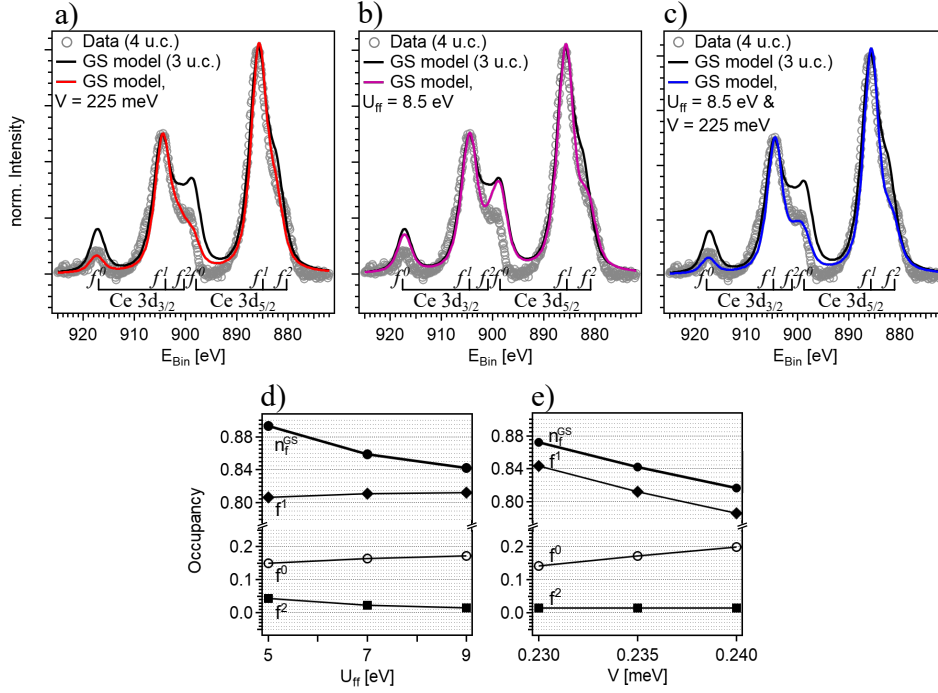 a)
Data (4 u.c.)
GS model (3 u.c.)
GS model,
V = 225 meV
norm. Intensity
f⁰ f¹ f² f⁰ f¹ f²
Ce 3d3/2 Ce 3d5/2
920 910 900 890 880
EBin [eV]
b)
Data (4 u.c.)
GS model (3 u.c.)
GS model,
Uff = 8.5 eV
f⁰ f¹ f² f⁰ f¹ f²
Ce 3d3/2 Ce 3d5/2
920 910 900 890 880
EBin [eV]
c)
Data (4 u.c.)
GS model (3 u.c.)
GS model,
Uff = 8.5 eV &
V = 225 meV
f⁰ f¹ f² f⁰ f¹ f²
Ce 3d3/2 Ce 3d5/2
920 910 900 890 880
EBin [eV]
d)
Occupancy
0.88
0.84
0.80
0.2
0.1
0.0
nfGS
f¹
f⁰
f²
5 7 9
Uff [eV]
e)
0.88
0.84
0.80
0.2
0.1
0.0
nfGS
f¹
f⁰
f²
0.230 0.235 0.240
V [meV]